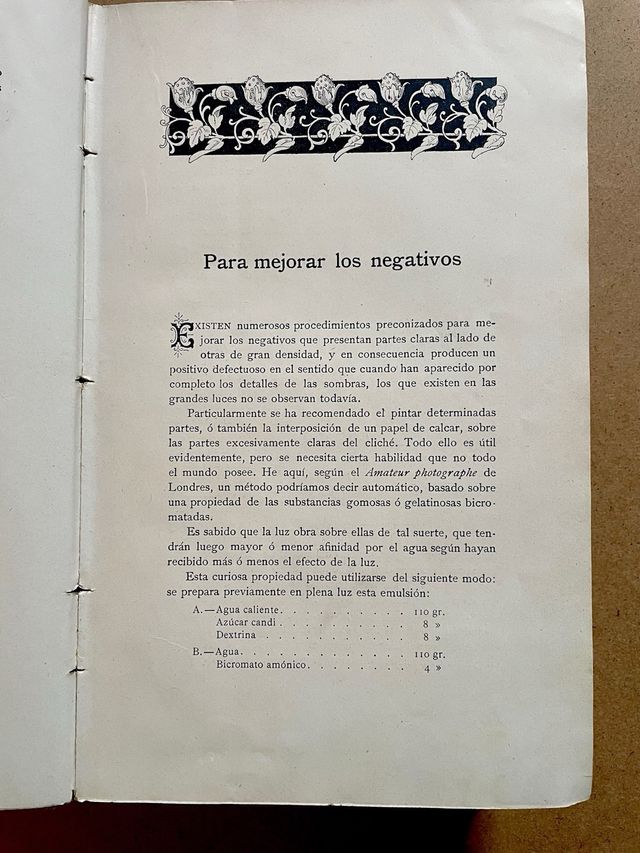 Para mejorar los negativos
EXISTEN numerosos procedimientos preconizados para me-
jorar los negativos que presentan partes claras al lado de
otras de gran densidad, y en consecuencia producen un
positivo defectuoso en el sentido que cuando han aparecido por
completo los detalles de las sombras, los que existen en las
grandes luces no se observan todavía.
Particularmente se ha recomendado el pintar determinadas
partes, ó también la interposición de un papel de calcar, sobre
las partes excesivamente claras del cliché. Todo ello es útil
evidentemente, pero se necesita cierta habilidad que no todo
el mundo posee. He aquí, según el Amateur photographe de
Londres, un método podríamos decir automático, basado sobre
una propiedad de las substancias gomosas ó gelatinosas bicro-
matadas.
Es sabido que la luz obra sobre ellas de tal suerte, que ten-
drán luego mayor ó menor afinidad por el agua según hayan
recibido más ó menos el efecto de la luz.
Esta curiosa propiedad puede utilizarse del siguiente modo:
se prepara previamente en plena luz esta emulsión:
A.—Agua caliente. . . . . . . . . . 110 gr.
Azúcar candi . . . . . . . . . . 8 »
Dextrina . . . . . . . . . . . 8 »
B.—Agua. . . . . . . . . . . . . 110 gr.
Bicromato amónico. . . . . . . . 4 »